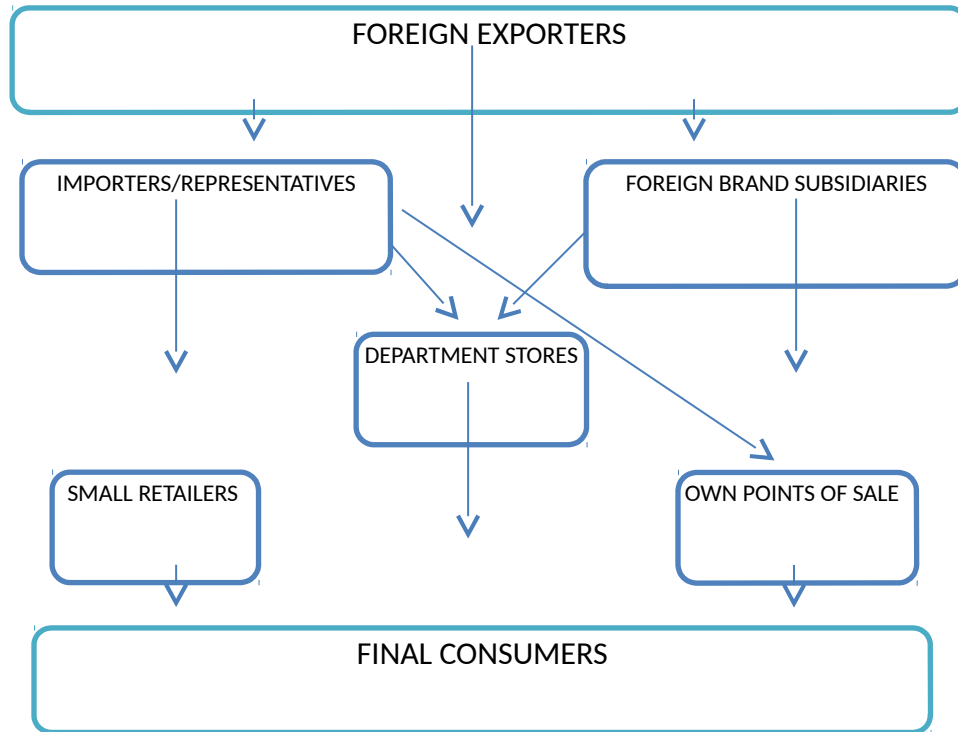 FOREIGN EXPORTERS
IMPORTERS/REPRESENTATIVES
FOREIGN BRAND SUBSIDIARIES
DEPARTMENT STORES
SMALL RETAILERS
OWN POINTS OF SALE
FINAL CONSUMERS